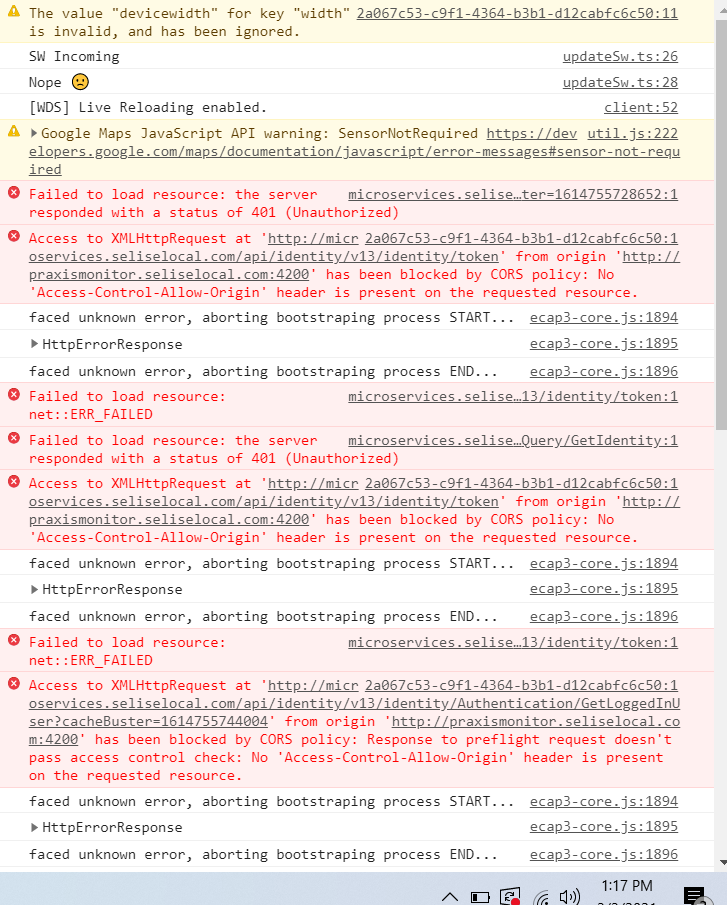 The value "devicewidth" for key "width" 2a067c53-c9f1-4364-b3b1-d12cabfc6c50:11
is invalid, and has been ignored.
SW Incoming updateSw.ts:26
Nope updateSw.ts:28
[WDS] Live Reloading enabled. client:52
Google Maps JavaScript API warning: SensorNotRequired https://dev util.js:222
elopers.google.com/maps/documentation/javascript/error-messages#sensor-not-requ
ired
Failed to load resource: the server microservices.selise…ter=1614755728652:1
responded with a status of 401 (Unauthorized)
Access to XMLHttpRequest at 'http://micr 2a067c53-c9f1-4364-b3b1-d12cabfc6c50:1
oservices.seliselocal.com/api/identity/v13/identity/token' from origin 'http://
praxismonitor.seliselocal.com:4200' has been blocked by CORS policy: No
'Access-Control-Allow-Origin' header is present on the requested resource.
faced unknown error, aborting bootstraping process START... ecap3-core.js:1894
HttpErrorResponse ecap3-core.js:1895
faced unknown error, aborting bootstraping process END... ecap3-core.js:1896
Failed to load resource: microservices.selise…13/identity/token:1
net::ERR_FAILED
Failed to load resource: the server microservices.selise…Query/GetIdentity:1
responded with a status of 401 (Unauthorized)
Access to XMLHttpRequest at 'http://micr 2a067c53-c9f1-4364-b3b1-d12cabfc6c50:1
oservices.seliselocal.com/api/identity/v13/identity/token' from origin 'http://
praxismonitor.seliselocal.com:4200' has been blocked by CORS policy: No
'Access-Control-Allow-Origin' header is present on the requested resource.
faced unknown error, aborting bootstraping process START... ecap3-core.js:1894
HttpErrorResponse ecap3-core.js:1895
faced unknown error, aborting bootstraping process END... ecap3-core.js:1896
Failed to load resource: microservices.selise…13/identity/token:1
net::ERR_FAILED
Access to XMLHttpRequest at 'http://micr 2a067c53-c9f1-4364-b3b1-d12cabfc6c50:1
oservices.seliselocal.com/api/identity/v13/identity/Authentication/GetLoggedInU
ser?cacheBuster=1614755744004' from origin 'http://praxismonitor.seliselocal.co
m:4200' has been blocked by CORS policy: Response to preflight request doesn't
pass access control check: No 'Access-Control-Allow-Origin' header is present
on the requested resource.
faced unknown error, aborting bootstraping process START... ecap3-core.js:1894
HttpErrorResponse ecap3-core.js:1895
faced unknown error, aborting bootstraping process END... ecap3-core.js:1896
1:17 PM